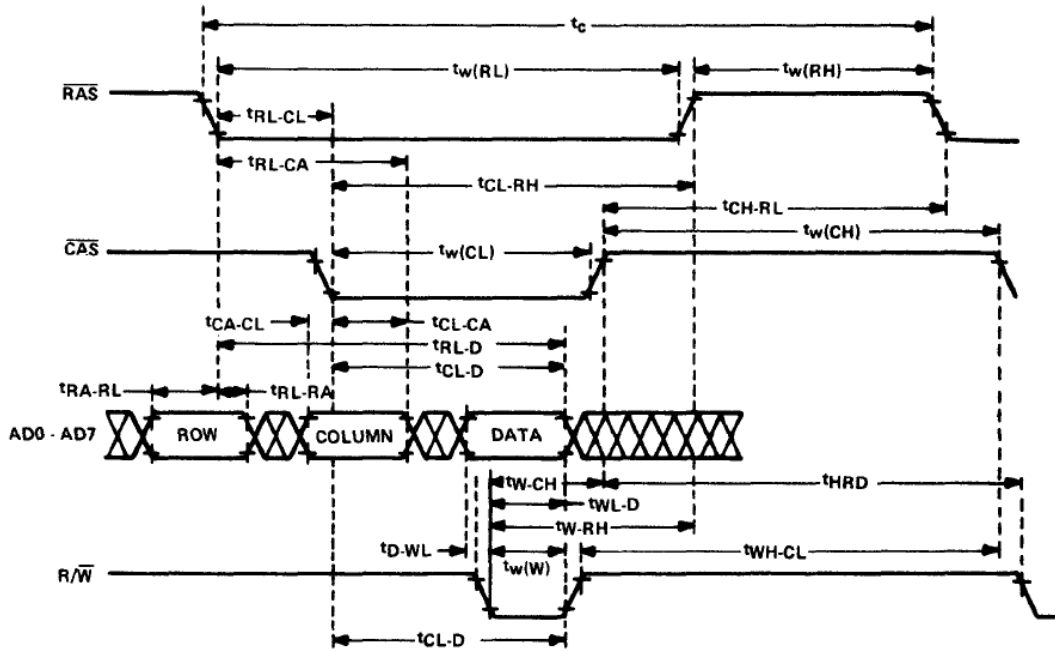 tc
tw(RL)
tw(RH)
RAS
tRL-CL
tRL-CA
tCL-RH
tCH-RL
tw(CH)
CAS
tw(CL)
tCA-CL
tCL-CA
tRL-D
tCL-D
tRA-RL
tRL-RA
AD0 - AD7
ROW
COLUMN
DATA
tW-CH
tHRD
tWL-D
tW-RH
tD-WL
tWH-CL
tw(W)
R/W
tCL-D